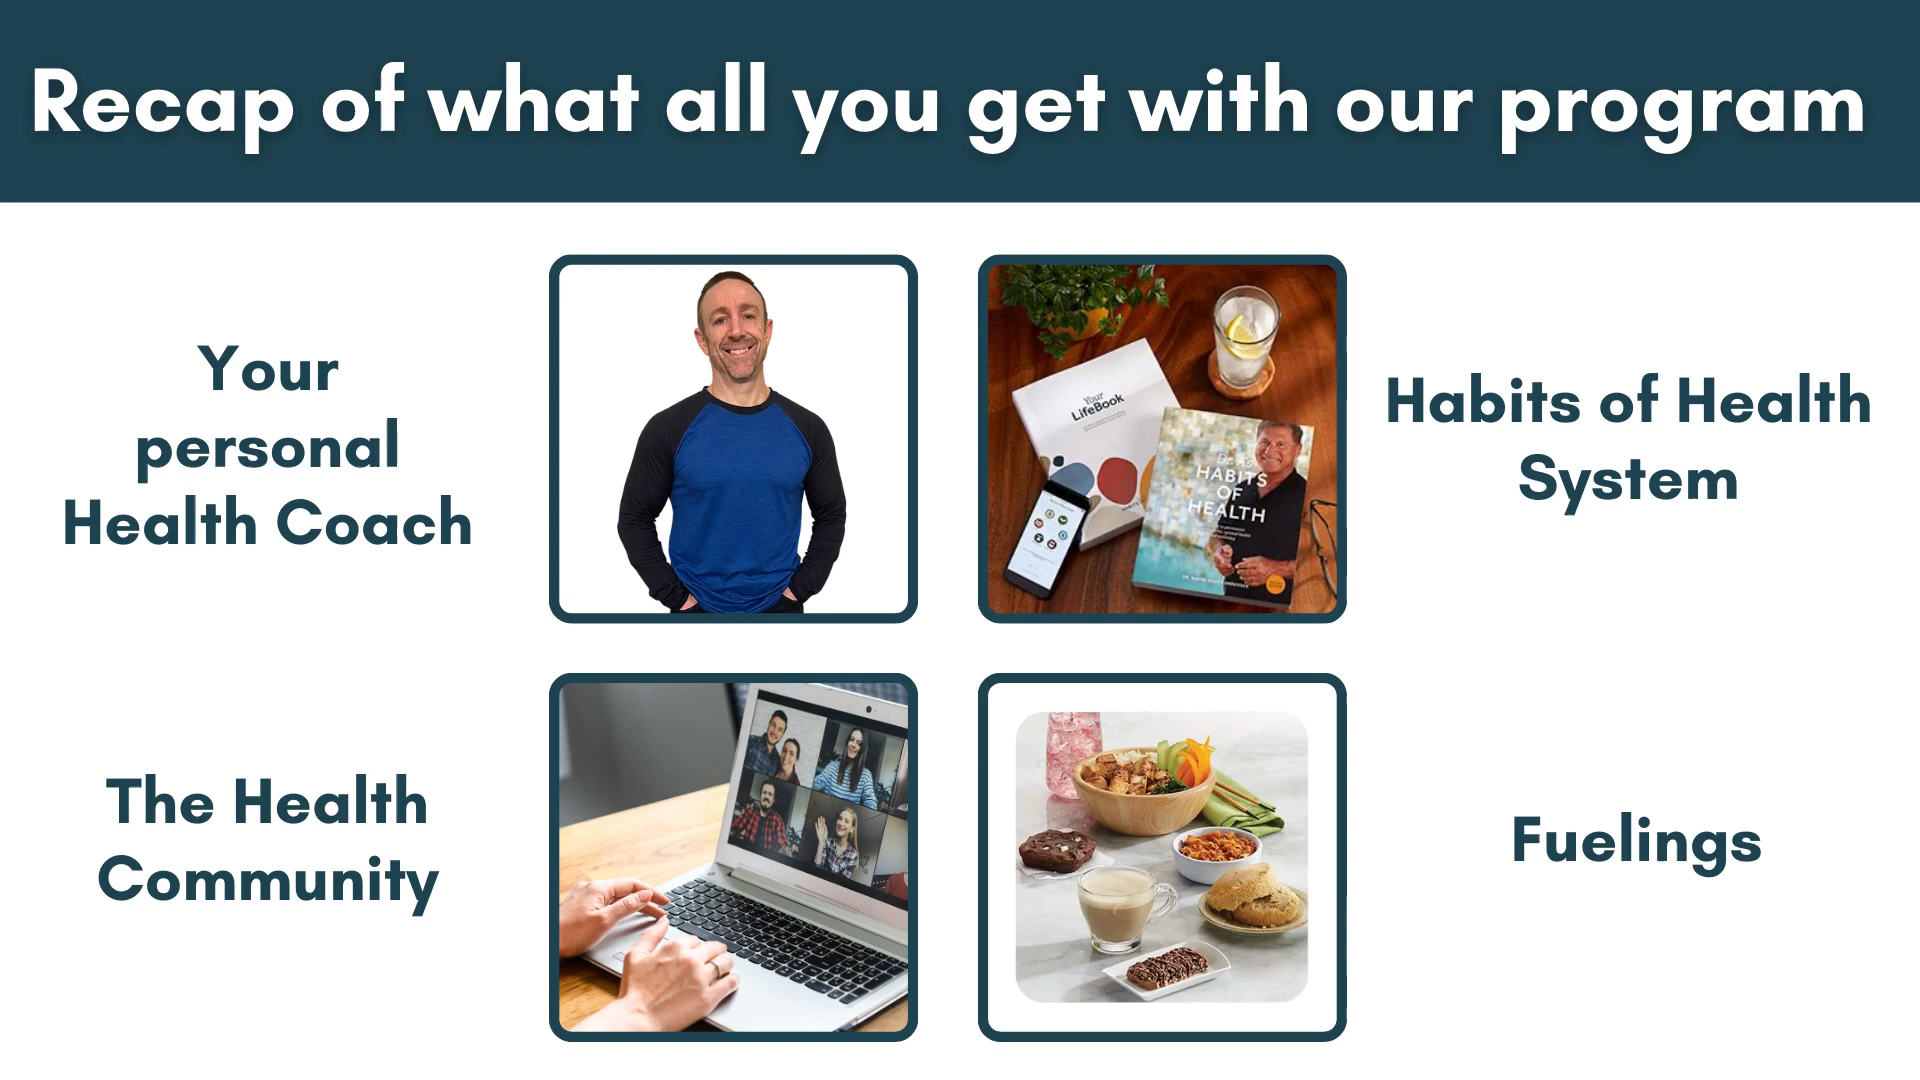 Recap of what all you get with our program
Your
personal
Health Coach
Your
LifeBook
Dr. A's
HABITS
OF
HEALTH
Habits of Health
System
The Health
Community
Fuelings